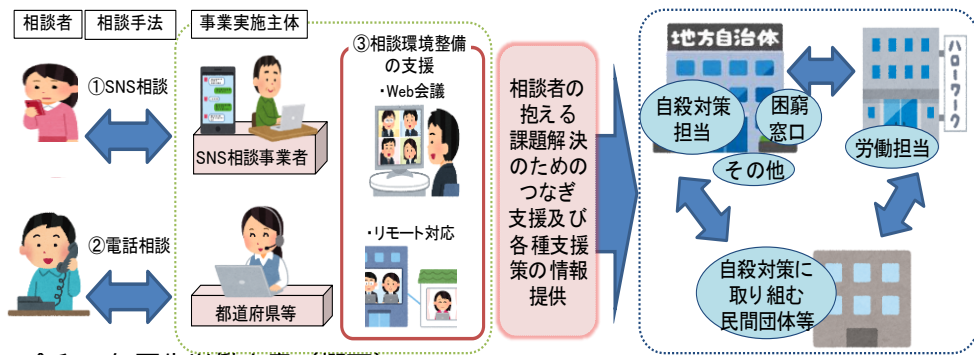 相談者
相談手法
事業実施主体
①SNS相談
SNS相談事業者
②電話相談
都道府県等
③相談環境整備
の支援
・Web会議
・リモート対応
相談者の
抱える
課題解決
のための
つなぎ
支援及び
各種支援
策の情報
提供
地方自治体
自殺対策
担当
困窮
窓口
その他
ハローワーク
労働担当
自殺対策に
取り組む
民間団体等